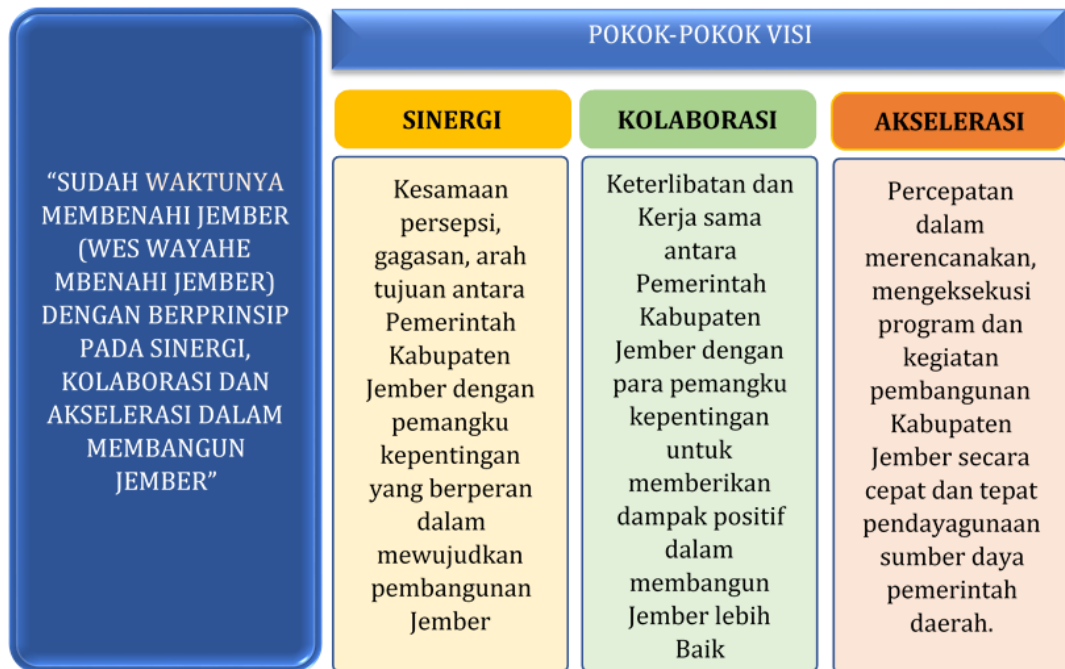 “SUDAH WAKTUNYA
MEMBENAHI JEMBER
(WES WAYAHE
MBENAHI JEMBER)
DENGAN BERPRINSIP
PADA SINERGI,
KOLABORASI DAN
AKSELERASI DALAM
MEMBANGUN
JEMBER”
POKOK-POKOK VISI
SINERGI
Kesamaan
persepsi,
gagasan, arah
tujuan antara
Pemerintah
Kabupaten
Jember dengan
pemangku
kepentingan
yang berperan
dalam
mewujudkan
pembangunan
Jember
KOLABORASI
Keterlibatan dan
Kerja sama
antara
Pemerintah
Kabupaten
Jember dengan
para pemangku
kepentingan
untuk
memberikan
dampak positif
dalam
membangun
Jember lebih
Baik
AKSELERASI
Percepatan
dalam
merencanakan,
mengeksekusi
program dan
kegiatan
pembangunan
Kabupaten
Jember secara
cepat dan tepat
pendayagunaan
sumber daya
pemerintah
daerah.